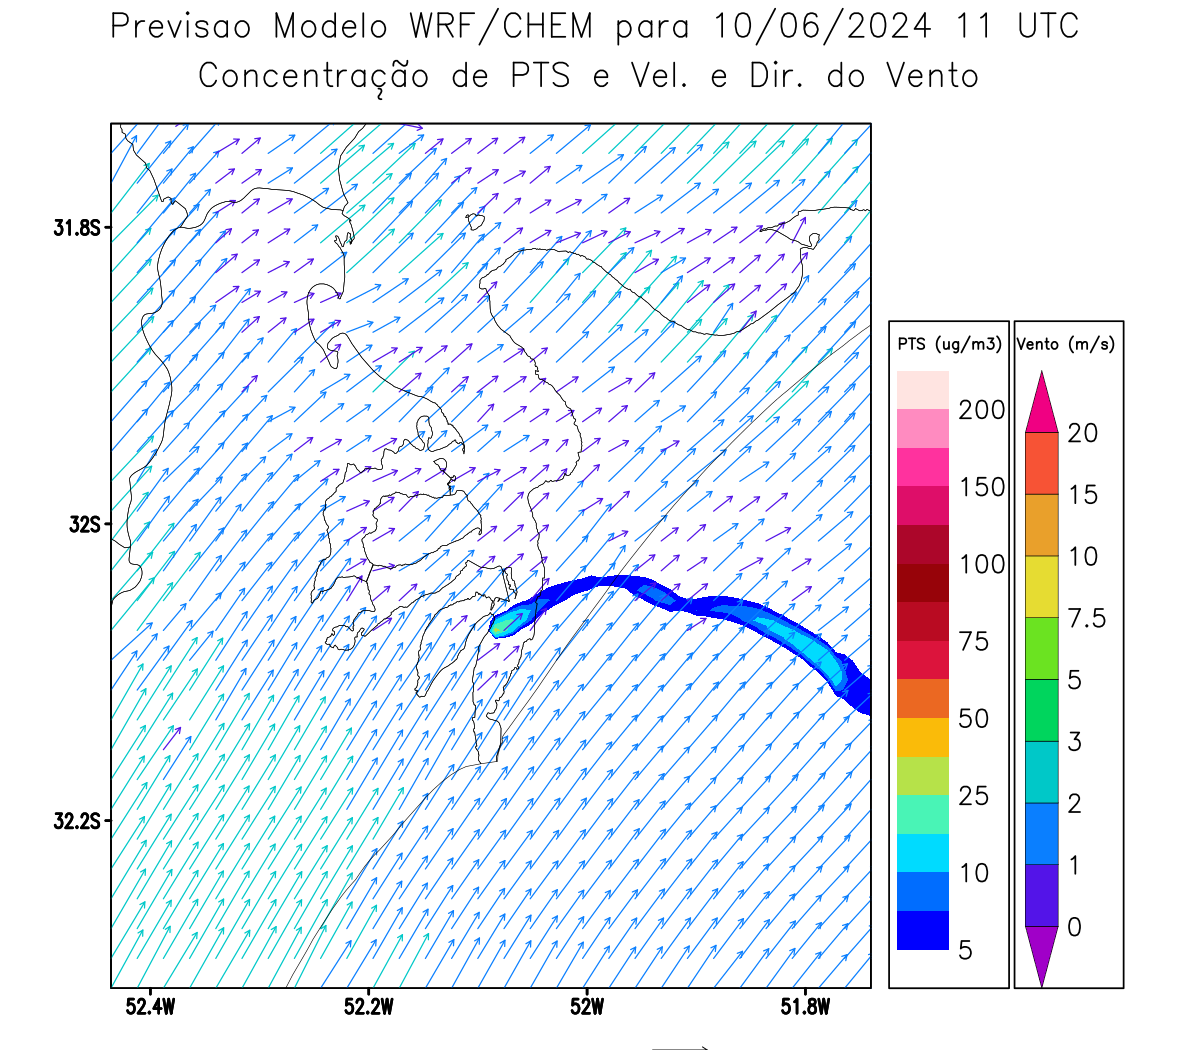 Previsao Modelo WRF/CHEM para 10/06/2024 11 UTC
Concentração de PTS e Vel. e Dir. do Vento
31.8S
32S
32.2S
52.4W
52.2W
52W
51.8W
PTS (ug/m3)
200
150
100
75
50
25
10
5
Vento (m/s)
20
15
10
7.5
5
3
2
1
0